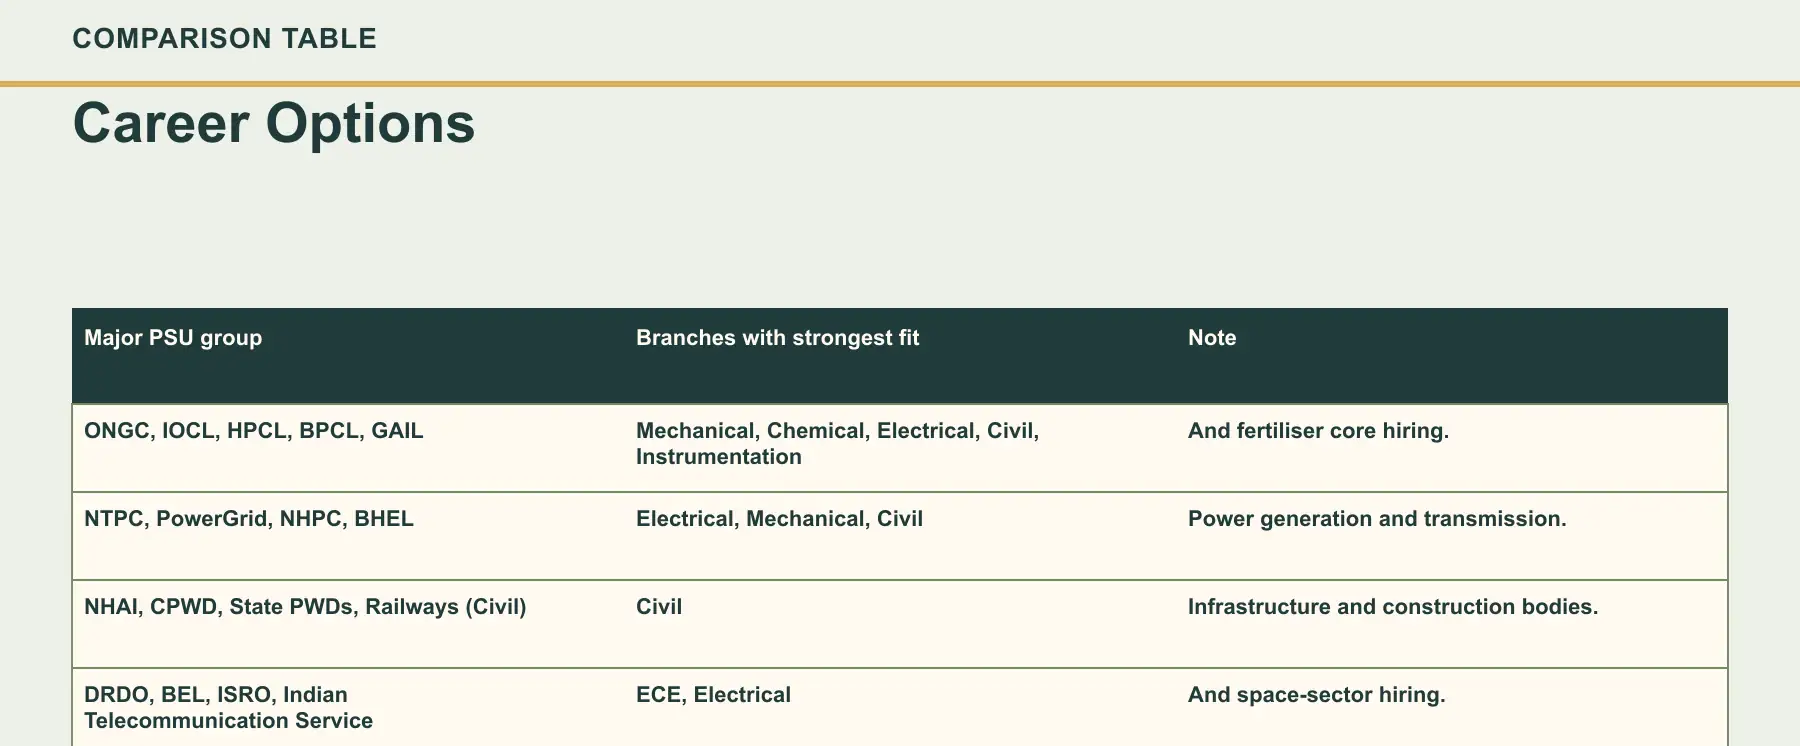 COMPARISON TABLE
Career Options
Major PSU group
Branches with strongest fit
Note
ONGC, IOCL, HPCL, BPCL, GAIL
Mechanical, Chemical, Electrical, Civil,
Instrumentation
And fertiliser core hiring.
NTPC, PowerGrid, NHPC, BHEL
Electrical, Mechanical, Civil
Power generation and transmission.
NHAI, CPWD, State PWDs, Railways (Civil)
Civil
Infrastructure and construction bodies.
DRDO, BEL, ISRO, Indian
Telecommunication Service
ECE, Electrical
And space-sector hiring.